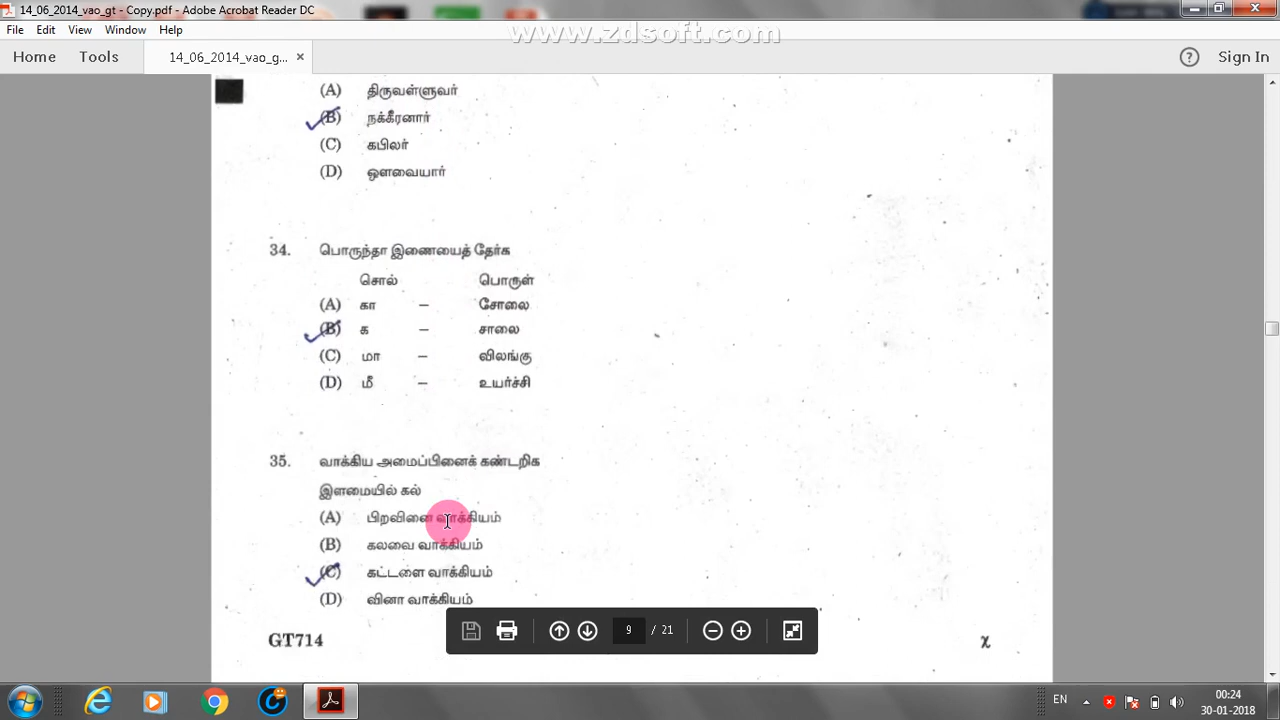 14_06_2014_vao_gt - Copy.pdf - Adobe Acrobat Reader DC
www.zdsoft.com
File Edit View Window Help
Home Tools 14_06_2014_vao_g... × Sign In
(A) திருவள்ளுவர்
(B) நக்கீரனார்
(C) கபிலர்
(D) ஔவையார்
34. பொருந்தா இணையைத் தேர்க
சொல் பொருள்
(A) கா – சோலை
(B) க – சாலை
(C) மா – விலங்கு
(D) மீ – உயர்ச்சி
35. வாக்கிய அமைப்பினைக் கண்டறிக
இளமையில் கல்
(A) பிறவினை வாக்கியம்
(B) கலவை வாக்கியம்
(C) கட்டளை வாக்கியம்
(D) வினா வாக்கியம்
9 / 21
GT714
χ
EN
00:24
30-01-2018